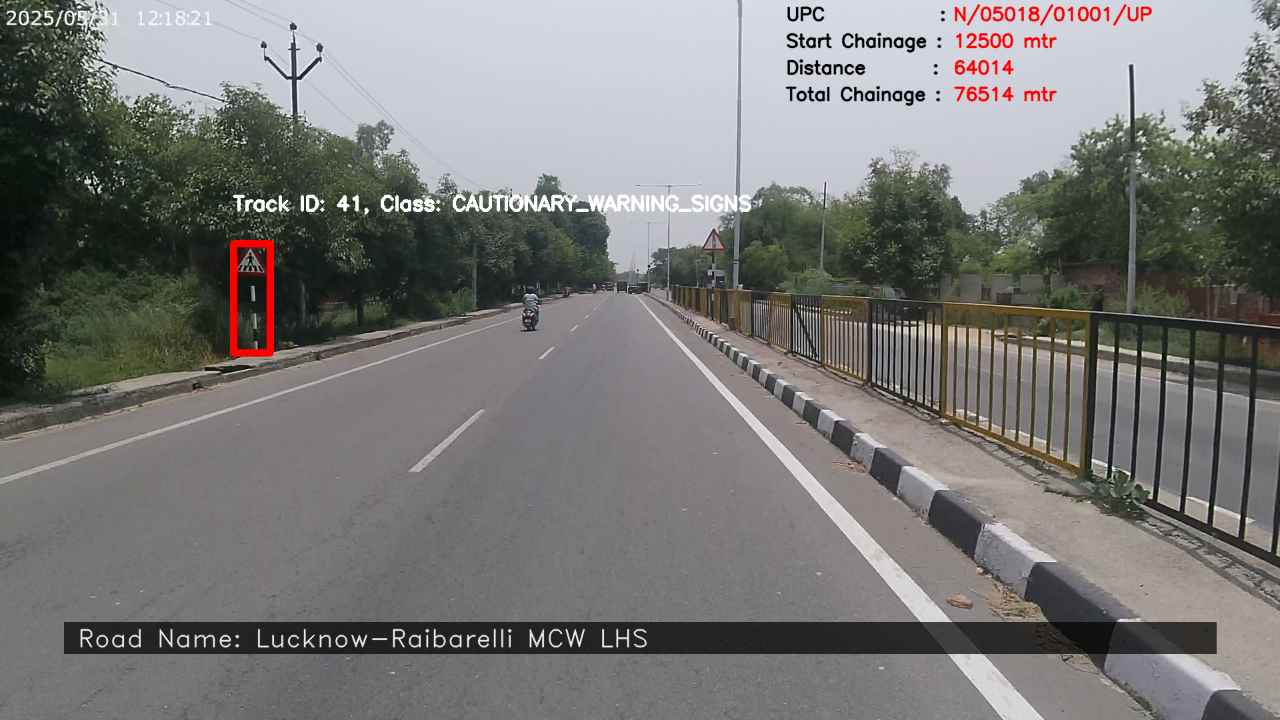 2025/05/31 12:18:21
UPC : N/05018/01001/UP
Start Chainage : 12500 mtr
Distance : 64014
Total Chainage : 76514 mtr
Track ID: 41, Class: CAUTIONARY_WARNING_SIGNS
Road Name: Lucknow-Raibarelli MCW LHS